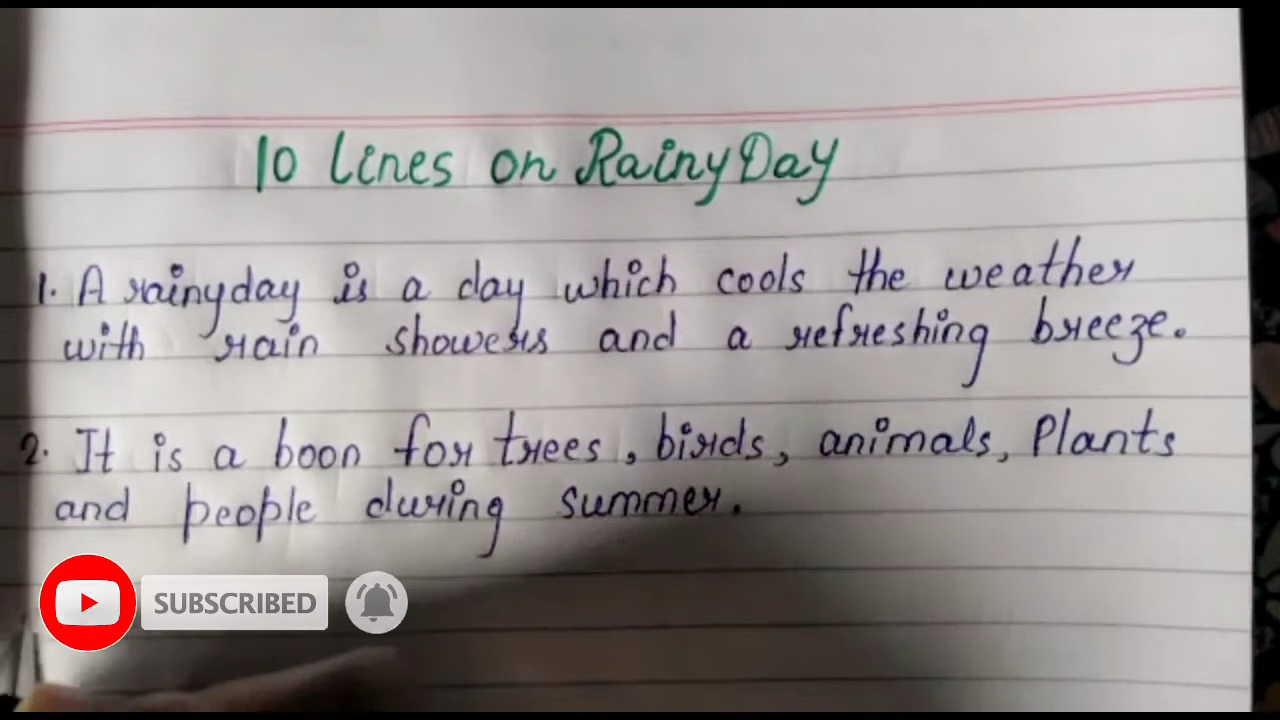 10 lines on Rainy Day
1. A rainyday is a day which cools the weather
with rain showers and a refreshing breeze.
2. It is a boon for trees, birds, animals, Plants
and people during summer.
SUBSCRIBED